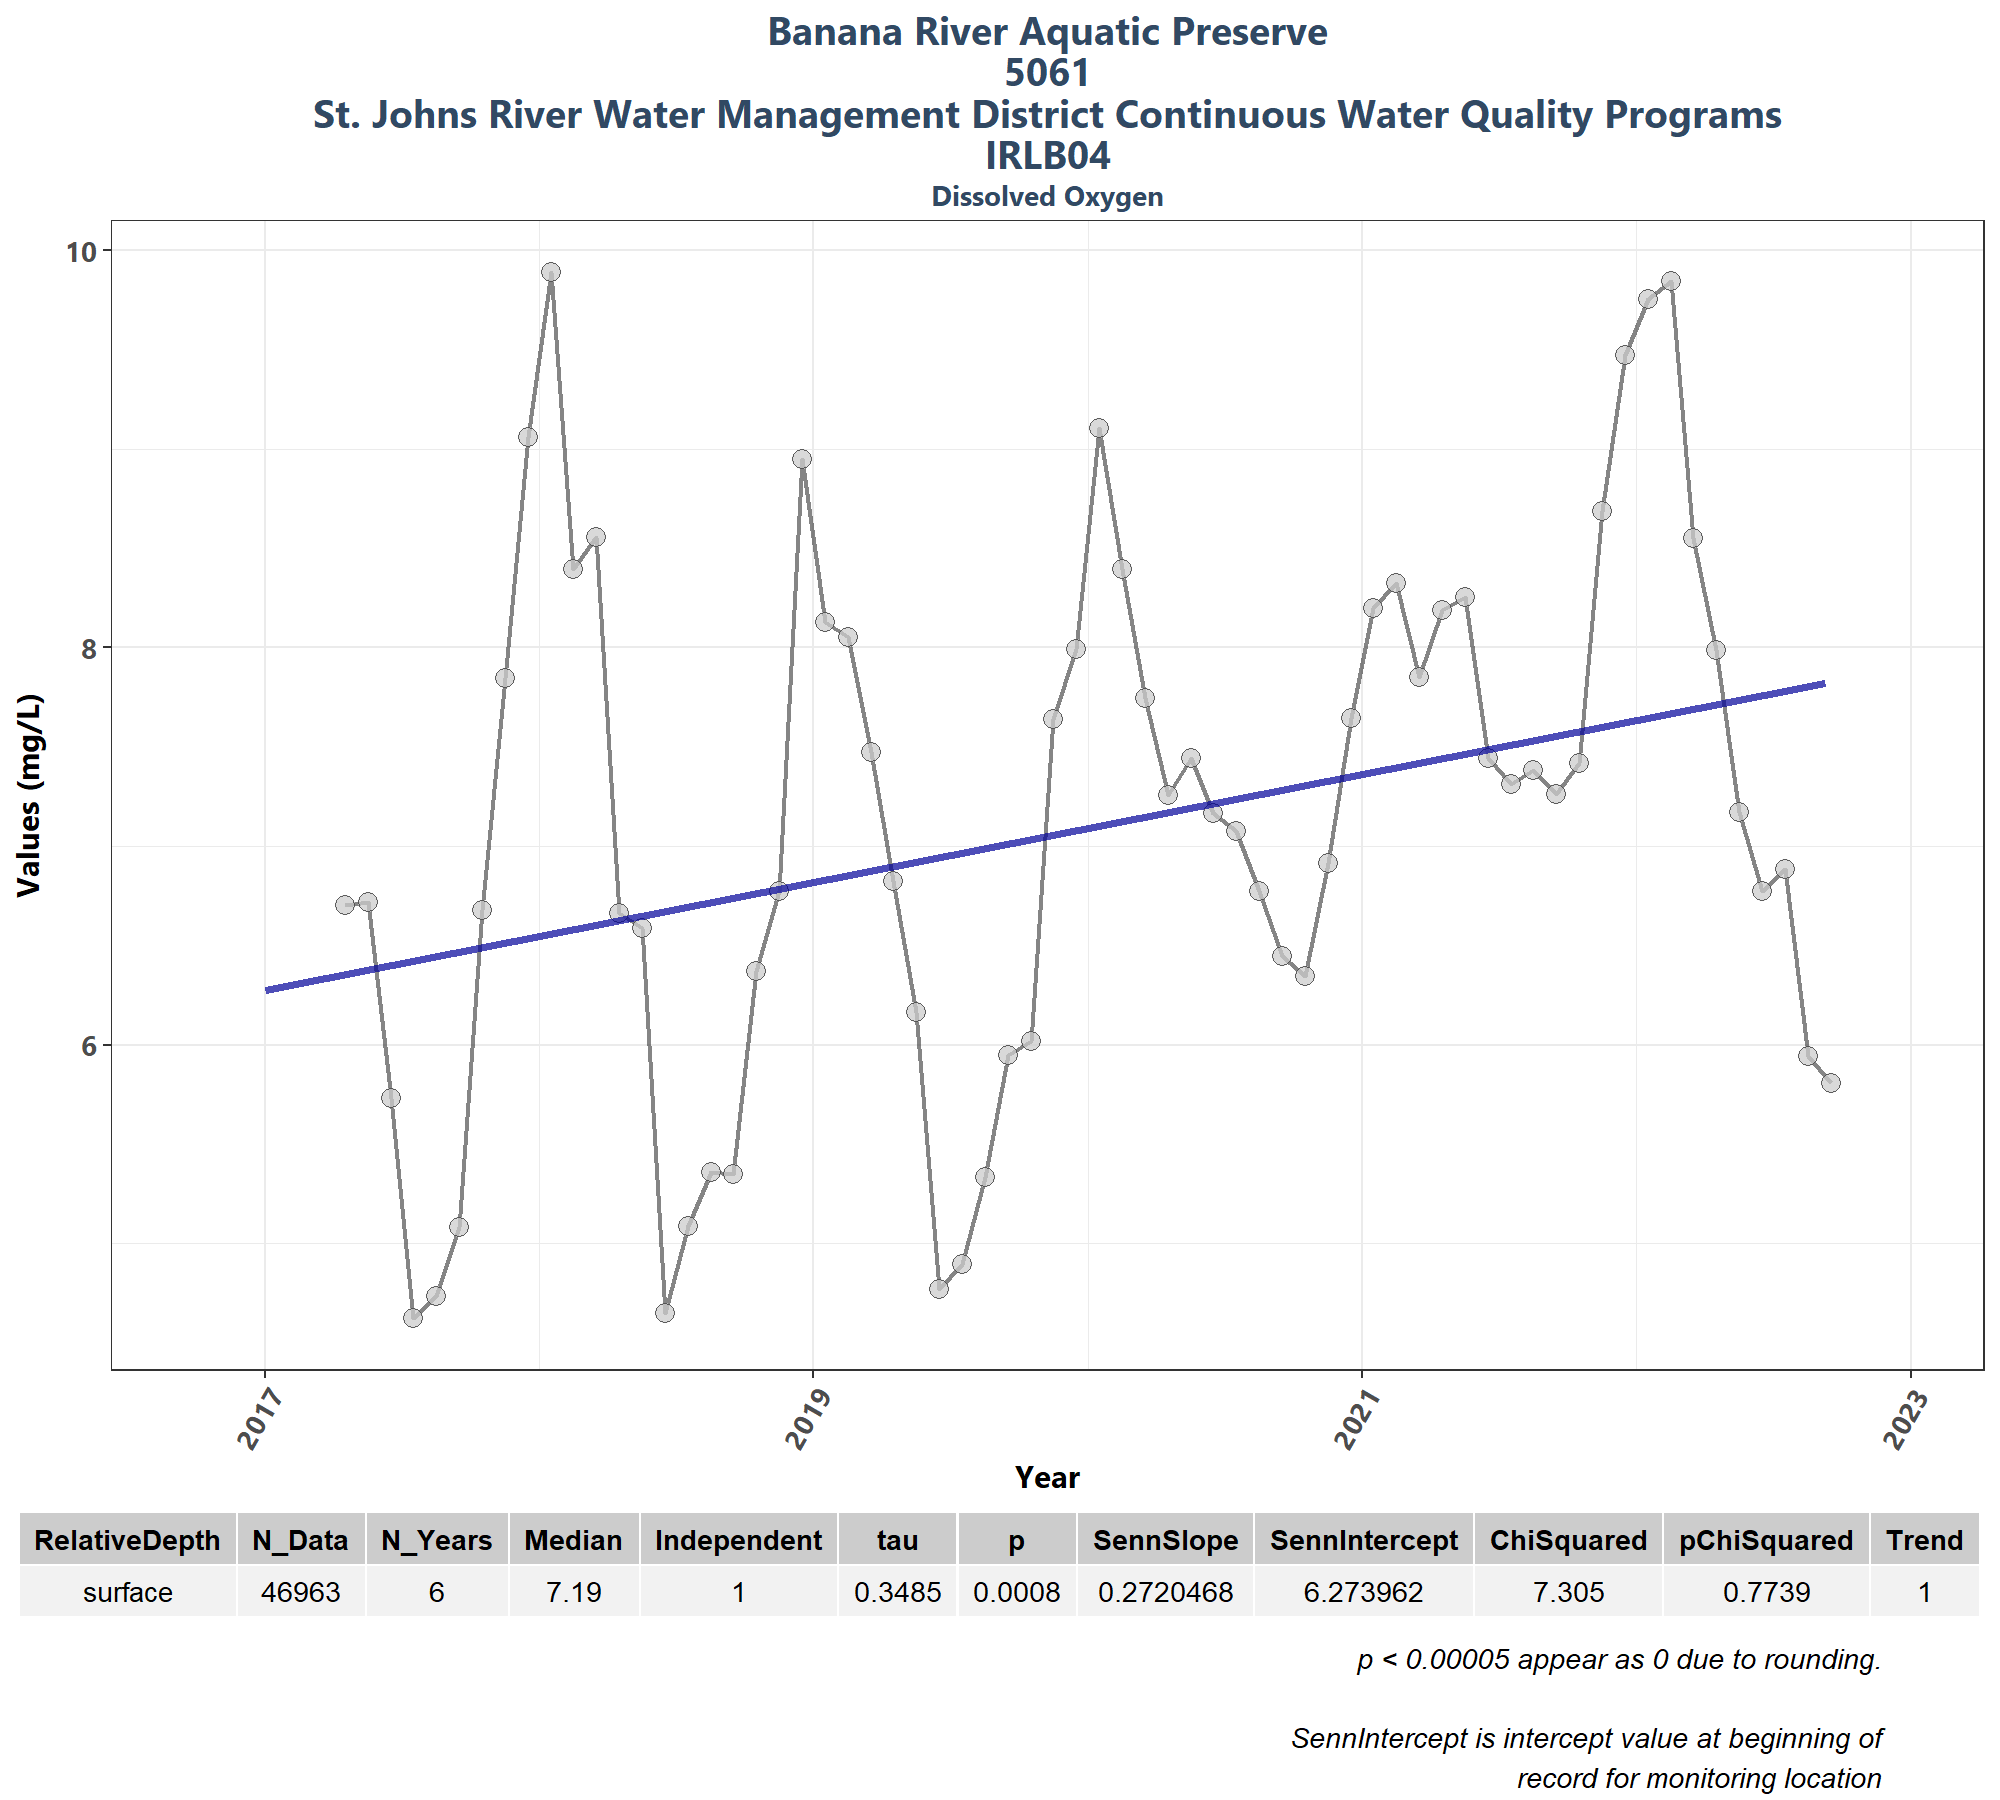 Banana River Aquatic Preserve
5061
St. Johns River Water Management District Continuous Water Quality Programs
IRLB04
Dissolved Oxygen
10
8
6
Values (mg/L)
2017 2019 2021 2023
Year
RelativeDepth N_Data N_Years Median Independent tau p SennSlope SennIntercept ChiSquared pChiSquared Trend
surface 46963 6 7.19 1 0.3485 0.0008 0.2720468 6.273962 7.305 0.7739 1
p < 0.00005 appear as 0 due to rounding.
SennIntercept is intercept value at beginning of
record for monitoring location